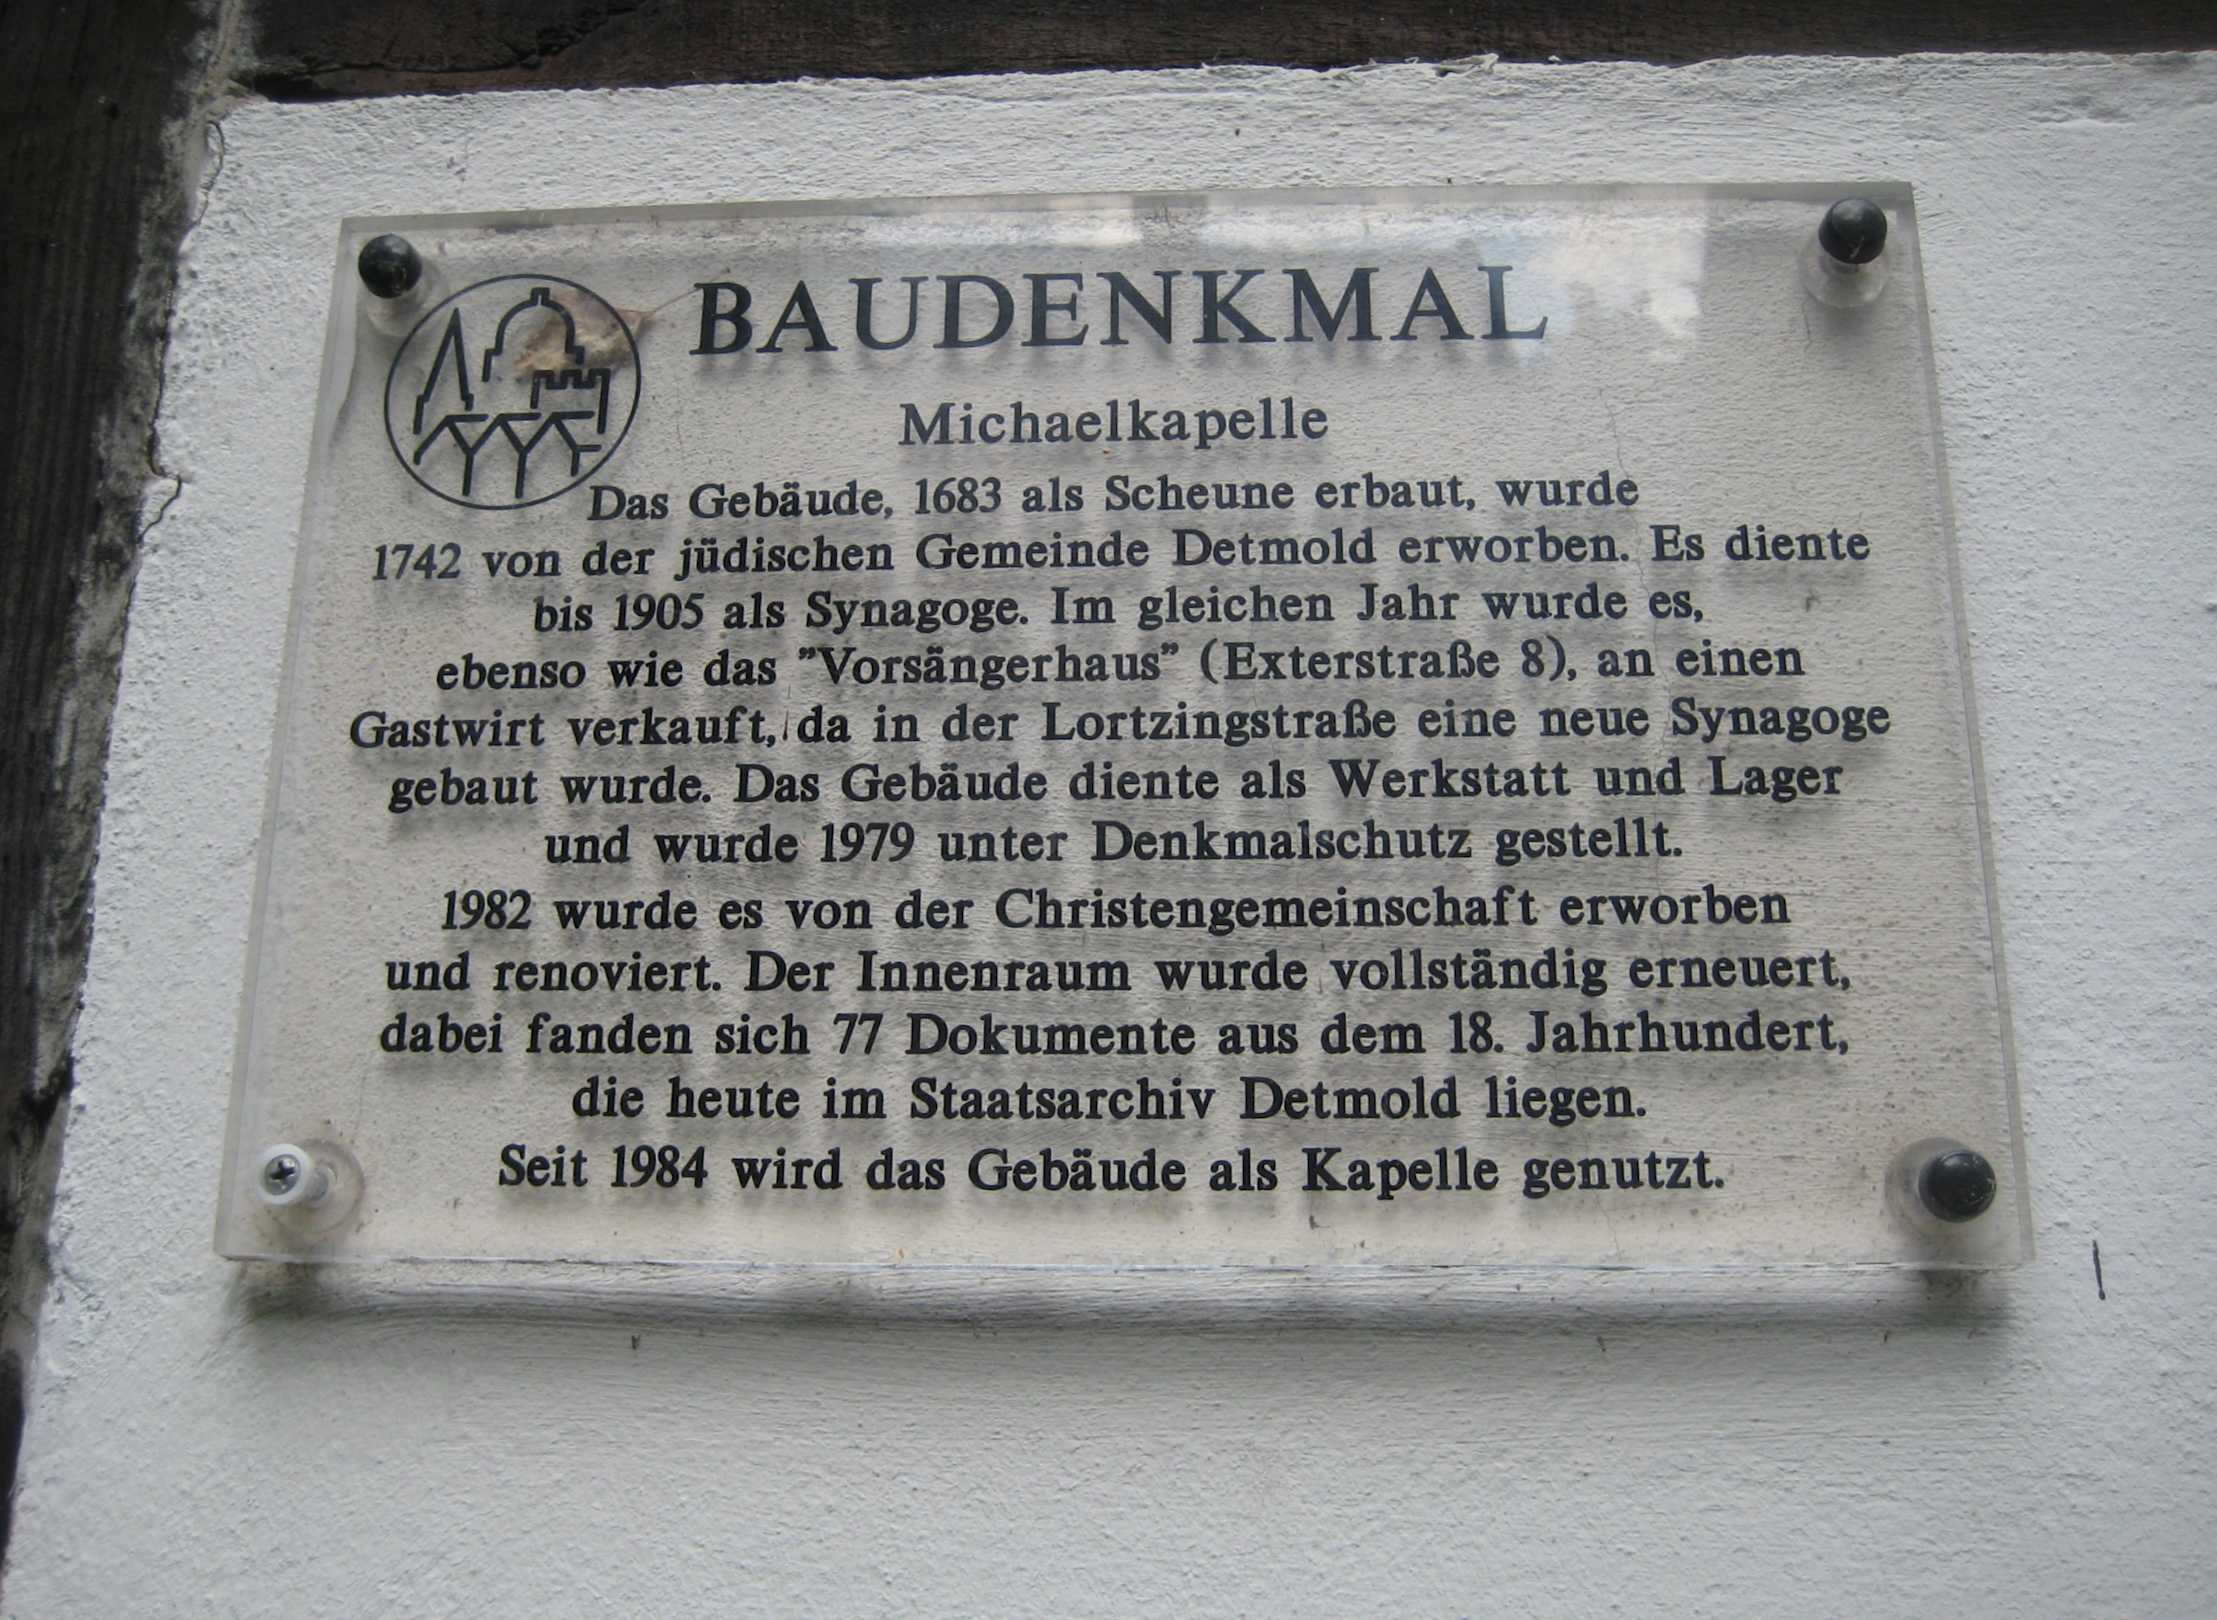 BAUDENKMAL
Michaelkapelle
Das Gebäude, 1683 als Scheune erbaut, wurde
1742 von der jüdischen Gemeinde Detmold erworben. Es diente
bis 1905 als Synagoge. Im gleichen Jahr wurde es,
ebenso wie das ”Vorsängerhaus” (Exterstraße 8), an einen
Gastwirt verkauft, da in der Lortzingstraße eine neue Synagoge
gebaut wurde. Das Gebäude diente als Werkstatt und Lager
und wurde 1979 unter Denkmalschutz gestellt.
1982 wurde es von der Christengemeinschaft erworben
und renoviert. Der Innenraum wurde vollständig erneuert,
dabei fanden sich 77 Dokumente aus dem 18. Jahrhundert,
die heute im Staatsarchiv Detmold liegen.
Seit 1984 wird das Gebäude als Kapelle genutzt.